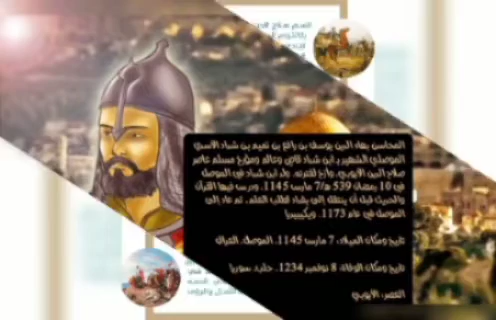 المحاسن بهاء الدين يوسف بن رافع بن تميم بن شداد الأسدي
الموصلي الشهير بـابن شداد قاض وعالم ومؤرخ مسلم عاصر
صلاح الدين الأيوبي وأرخ لفترته. ولد ابن شداد في الموصل
في 10 رمضان 539 هـ/7 مارس 1145. ودرس فيها القرآن
والحديث قبل أن ينتقل إلى بغداد لطلب العلم. ثم عاد إلى
الموصل في عام 1173. ويكيبيديا
تاريخ ومكان الميلاد: 7 مارس 1145، الموصل، العراق
تاريخ ومكان الوفاة: 8 نوفمبر 1234، حلب، سوريا
العصر: الأيوبي